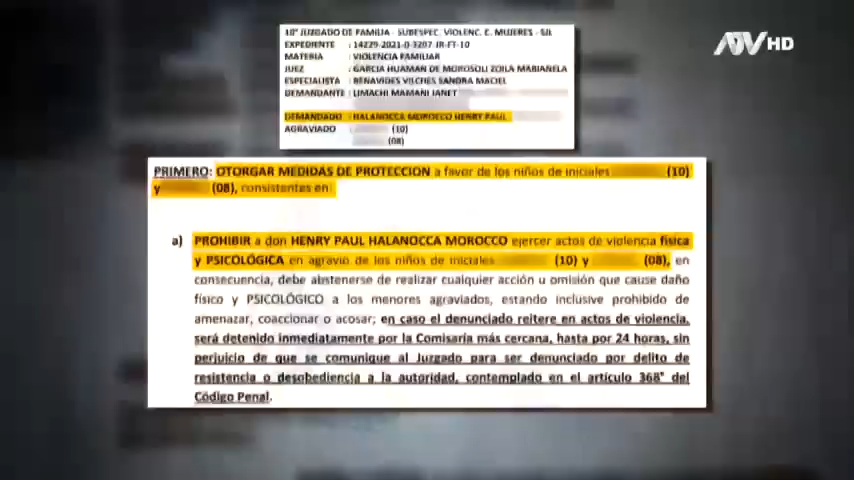 ATV HD
10° JUZGADO DE FAMILIA - SUBESPEC. VIOLENC. C. MUJERES - SJL
EXPEDIENTE : 14229-2021-0-3207-JR-FT-10
MATERIA : VIOLENCIA FAMILIAR
JUEZ : GARCIA HUAMAN DE MOROSOLI ZOILA MARIANELA
ESPECIALISTA : BENAVIDES VILCHES SANDRA MACIEL
DEMANDANTE : LIMACHI MAMANI JANET
DEMANDADO : HALANOCCA MOROCCO HENRY PAUL
AGRAVIADO : (10)
(08)
PRIMERO: OTORGAR MEDIDAS DE PROTECCION a favor de los niños de iniciales (10)
y (08), consistentes en:
a) PROHIBIR a don HENRY PAUL HALANOCCA MOROCCO ejercer actos de violencia física
y PSICOLÓGICA en agravio de los niños de iniciales (10) y (08), en
consecuencia, debe abstenerse de realizar cualquier acción u omisión que cause daño
físico y PSICOLÓGICO a los menores agraviados, estando inclusive prohibido de
amenazar, coaccionar o acosar; en caso el denunciado reitere en actos de violencia,
será detenido inmediatamente por la Comisaría más cercana, hasta por 24 horas, sin
perjuicio de que se comunique al Juzgado para ser denunciado por delito de
resistencia o desobediencia a la autoridad, contemplado en el artículo 368° del
Código Penal.